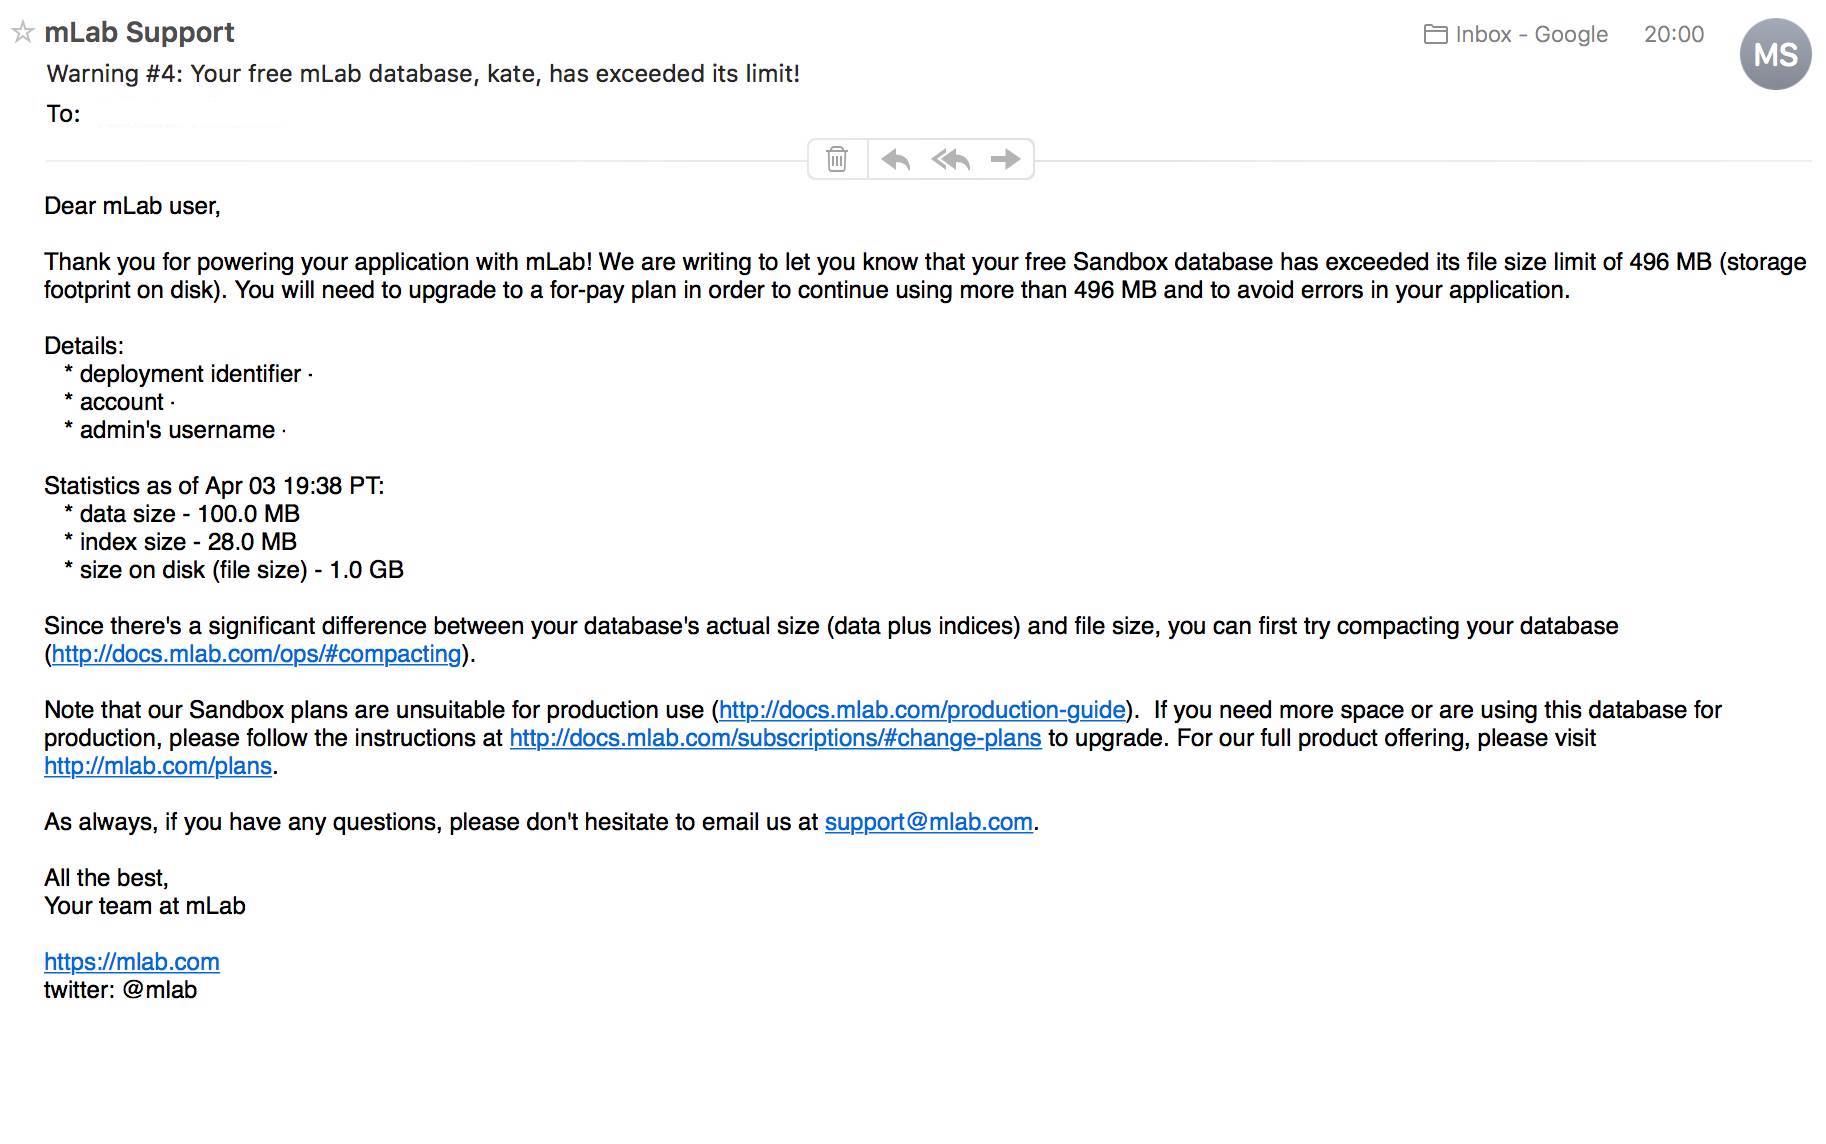 mLab Support
Inbox - Google 20:00
MS
Warning #4: Your free mLab database, kate, has exceeded its limit!
To:
Dear mLab user,
Thank you for powering your application with mLab! We are writing to let you know that your free Sandbox database has exceeded its file size limit of 496 MB (storage
footprint on disk). You will need to upgrade to a for-pay plan in order to continue using more than 496 MB and to avoid errors in your application.
Details:
* deployment identifier ·
* account ·
* admin's username ·
Statistics as of Apr 03 19:38 PT:
* data size - 100.0 MB
* index size - 28.0 MB
* size on disk (file size) - 1.0 GB
Since there's a significant difference between your database's actual size (data plus indices) and file size, you can first try compacting your database
(http://docs.mlab.com/ops/#compacting).
Note that our Sandbox plans are unsuitable for production use (http://docs.mlab.com/production-guide).  If you need more space or are using this database for
production, please follow the instructions at http://docs.mlab.com/subscriptions/#change-plans to upgrade. For our full product offering, please visit
http://mlab.com/plans.
As always, if you have any questions, please don't hesitate to email us at support@mlab.com.
All the best,
Your team at mLab
https://mlab.com
twitter: @mlab